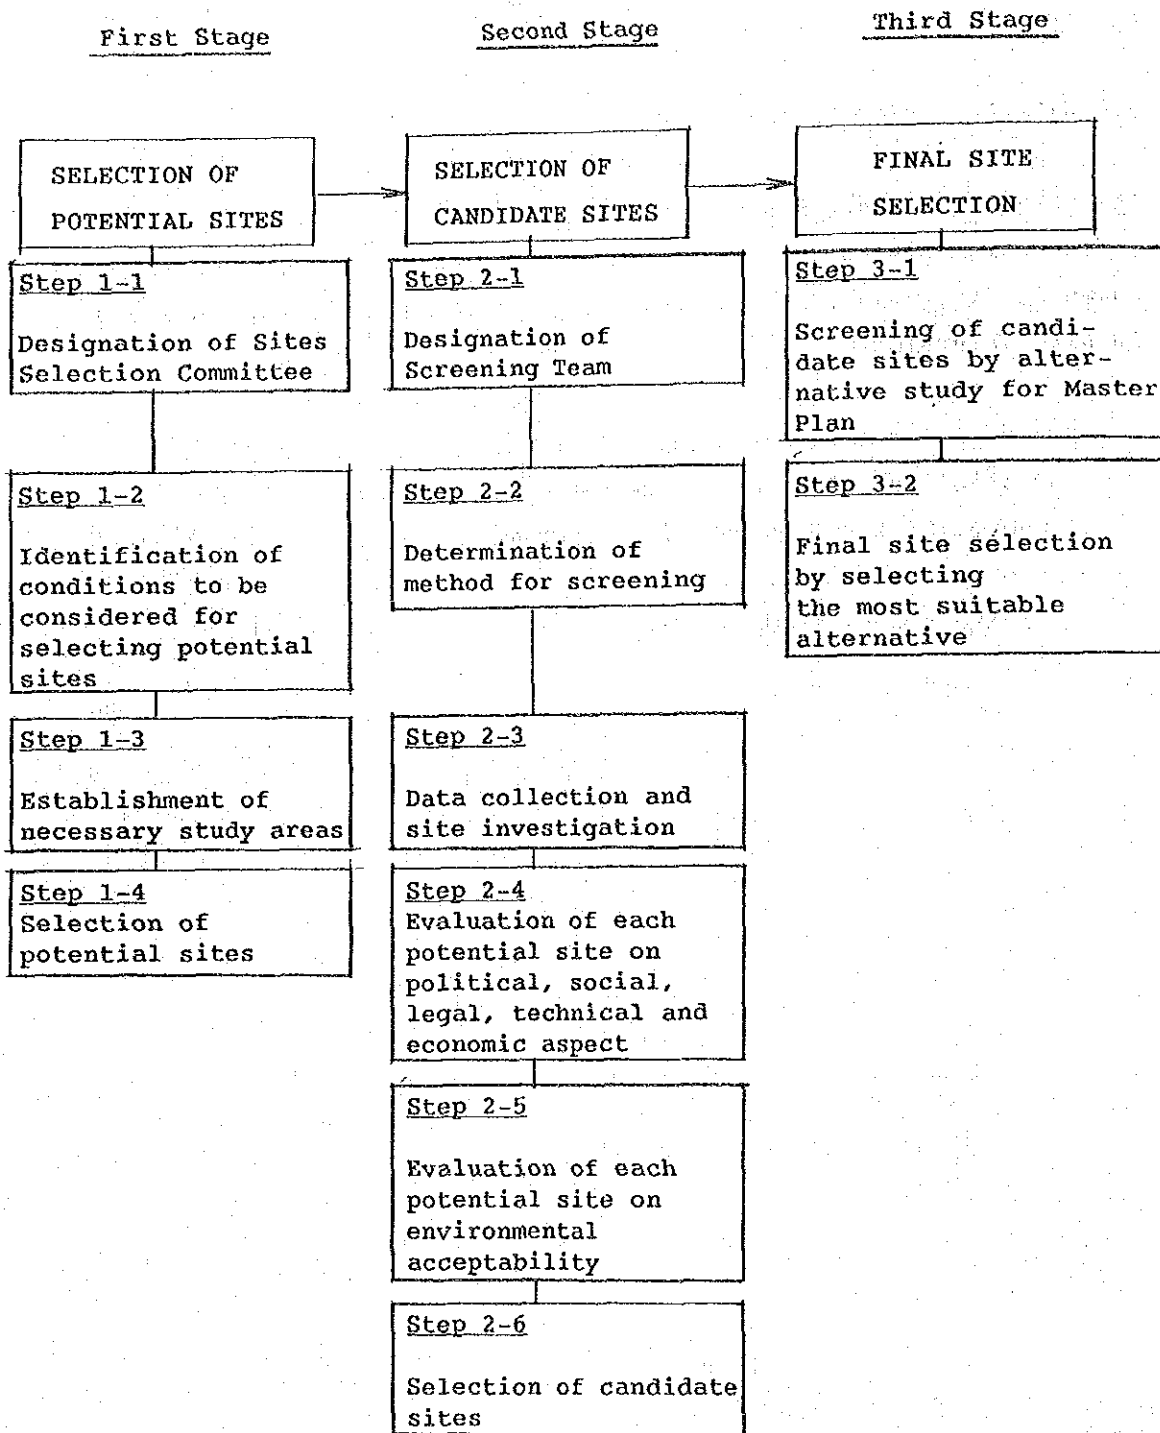 First Stage
Second Stage
Third Stage
SELECTION OF
POTENTIAL SITES
SELECTION OF
CANDIDATE SITES
FINAL SITE
SELECTION
Step 1-1
Designation of Sites
Selection Committee
Step 1-2
Identification of
conditions to be
considered for
selecting potential
sites
Step 1-3
Establishment of
necessary study areas
Step 1-4
Selection of
potential sites
Step 2-1
Designation of
Screening Team
Step 2-2
Determination of
method for screening
Step 2-3
Data collection and
site investigation
Step 2-4
Evaluation of each
potential site on
political, social,
legal, technical and
economic aspect
Step 2-5
Evaluation of each
potential site on
environmental
acceptability
Step 2-6
Selection of candidate
sites
Step 3-1
Screening of candi-
date sites by alter-
native study for Master
Plan
Step 3-2
Final site selection
by selecting
the most suitable
alternative